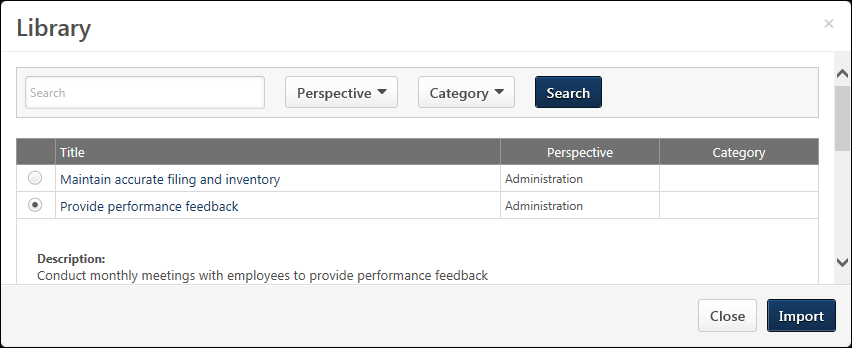 Library
Search Perspective Category Search
Title Perspective Category
Maintain accurate filing and inventory Administration
Provide performance feedback Administration
Description:
Conduct monthly meetings with employees to provide performance feedback
Close Import